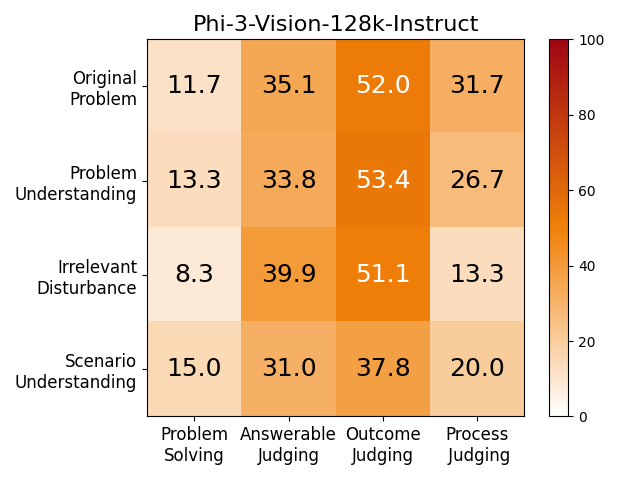 Phi-3-Vision-128k-Instruct
Original
Problem
11.7 35.1 52.0 31.7
Problem
Understanding
13.3 33.8 53.4 26.7
Irrelevant
Disturbance
8.3 39.9 51.1 13.3
Scenario
Understanding
15.0 31.0 37.8 20.0
Problem
Solving
Answerable
Judging
Outcome
Judging
Process
Judging
100
80
60
40
20
0